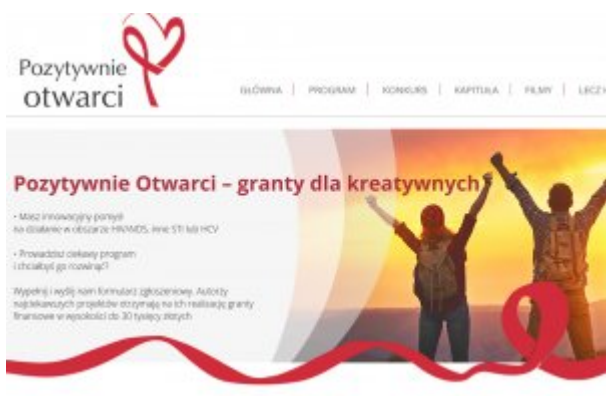 Pozytywnie
otwarci
GŁÓWNA | PROGRAM | KONKURS | KAPITUŁA | FILMY |
Pozytywnie Otwarci – granty dla kreatywnych
• Masz innowacyjny pomysł
na działanie w obszarze HIV/AIDS, inne STI lub HCV
• Prowadzisz ciekawy program
i chciałbyś go rozwinąć?
Wypełnij i wyślij nam formularz zgłoszeniowy. Autorzy
najciekawszych projektów otrzymają na ich realizację granty
finansowe w wysokości do 30 tysięcy złotych